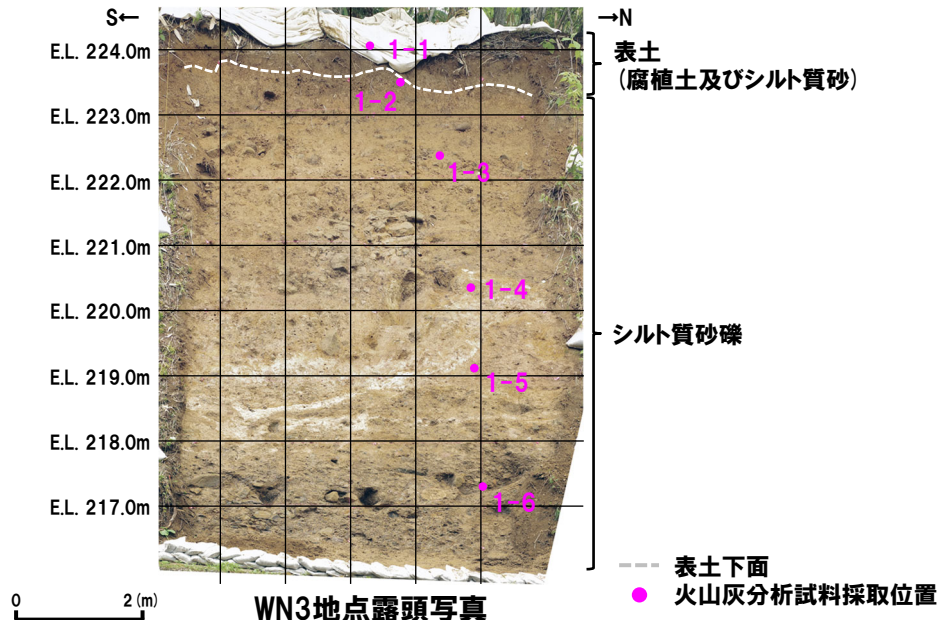 S←
→N
E.L. 224.0m
1-1
表土
(腐植土及びシルト質砂)
1-2
E.L. 223.0m
1-3
E.L. 222.0m
E.L. 221.0m
1-4
E.L. 220.0m
シルト質砂礫
E.L. 219.0m
1-5
E.L. 218.0m
1-6
E.L. 217.0m
表土下面
火山灰分析試料採取位置
0 2 (m)
WN3地点露頭写真